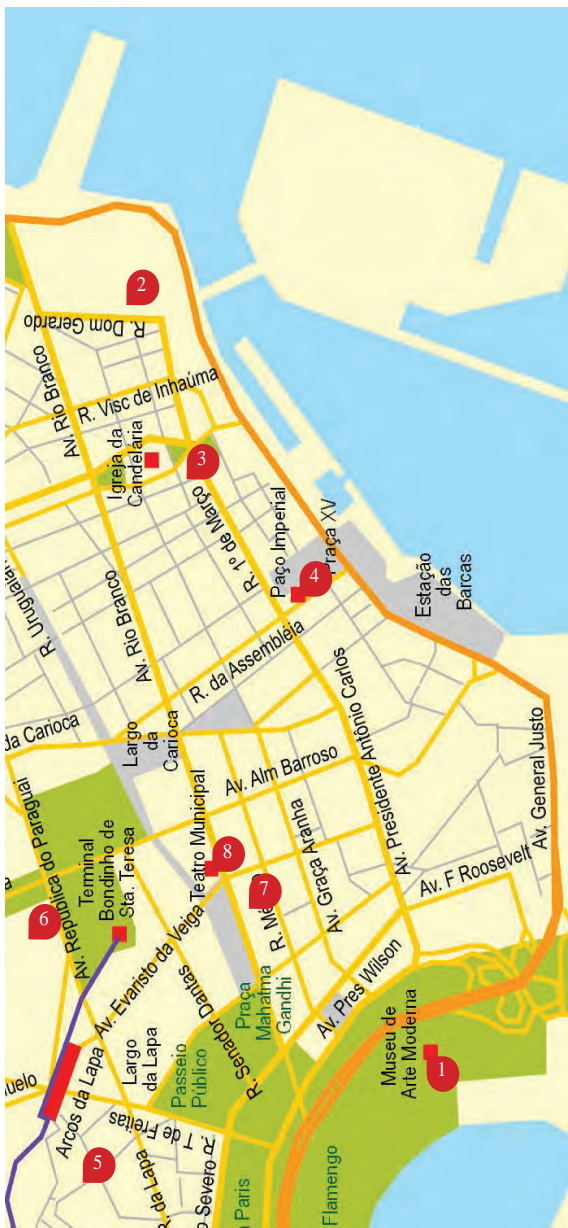 2
R. Dom Gerardo
Av. Rio Branco
R. Visc de Inhaúma
Igreja da
Candelária
3
R. 1º de Março
R. Uruguaian
Paço Imperial
4
Praça XV
Av. Rio Branco
Estação
das
Barcas
R. da Assembléia
da Carioca
Largo
da
Carioca
Av. Presidente Antônio Carlos
Av. General Justo
Av. Alm Barroso
Teatro Municipal
8
Av. República do Paraguai
Terminal
Bondinho de
Sta. Teresa
6
7
Av. Graça Aranha
Av. F Roosevelt
Av. Evaristo da Veiga
R. Senador Dantas
Praça
Mahatma
Gandhi
Av. Pres Wilson
Museu de
Arte Moderna
1
uelo
Arcos da Lapa
Largo
da Lapa
Passeio
Público
R. T de Freitas
5
R. da Lapa
o Severo
a Paris
Flamengo